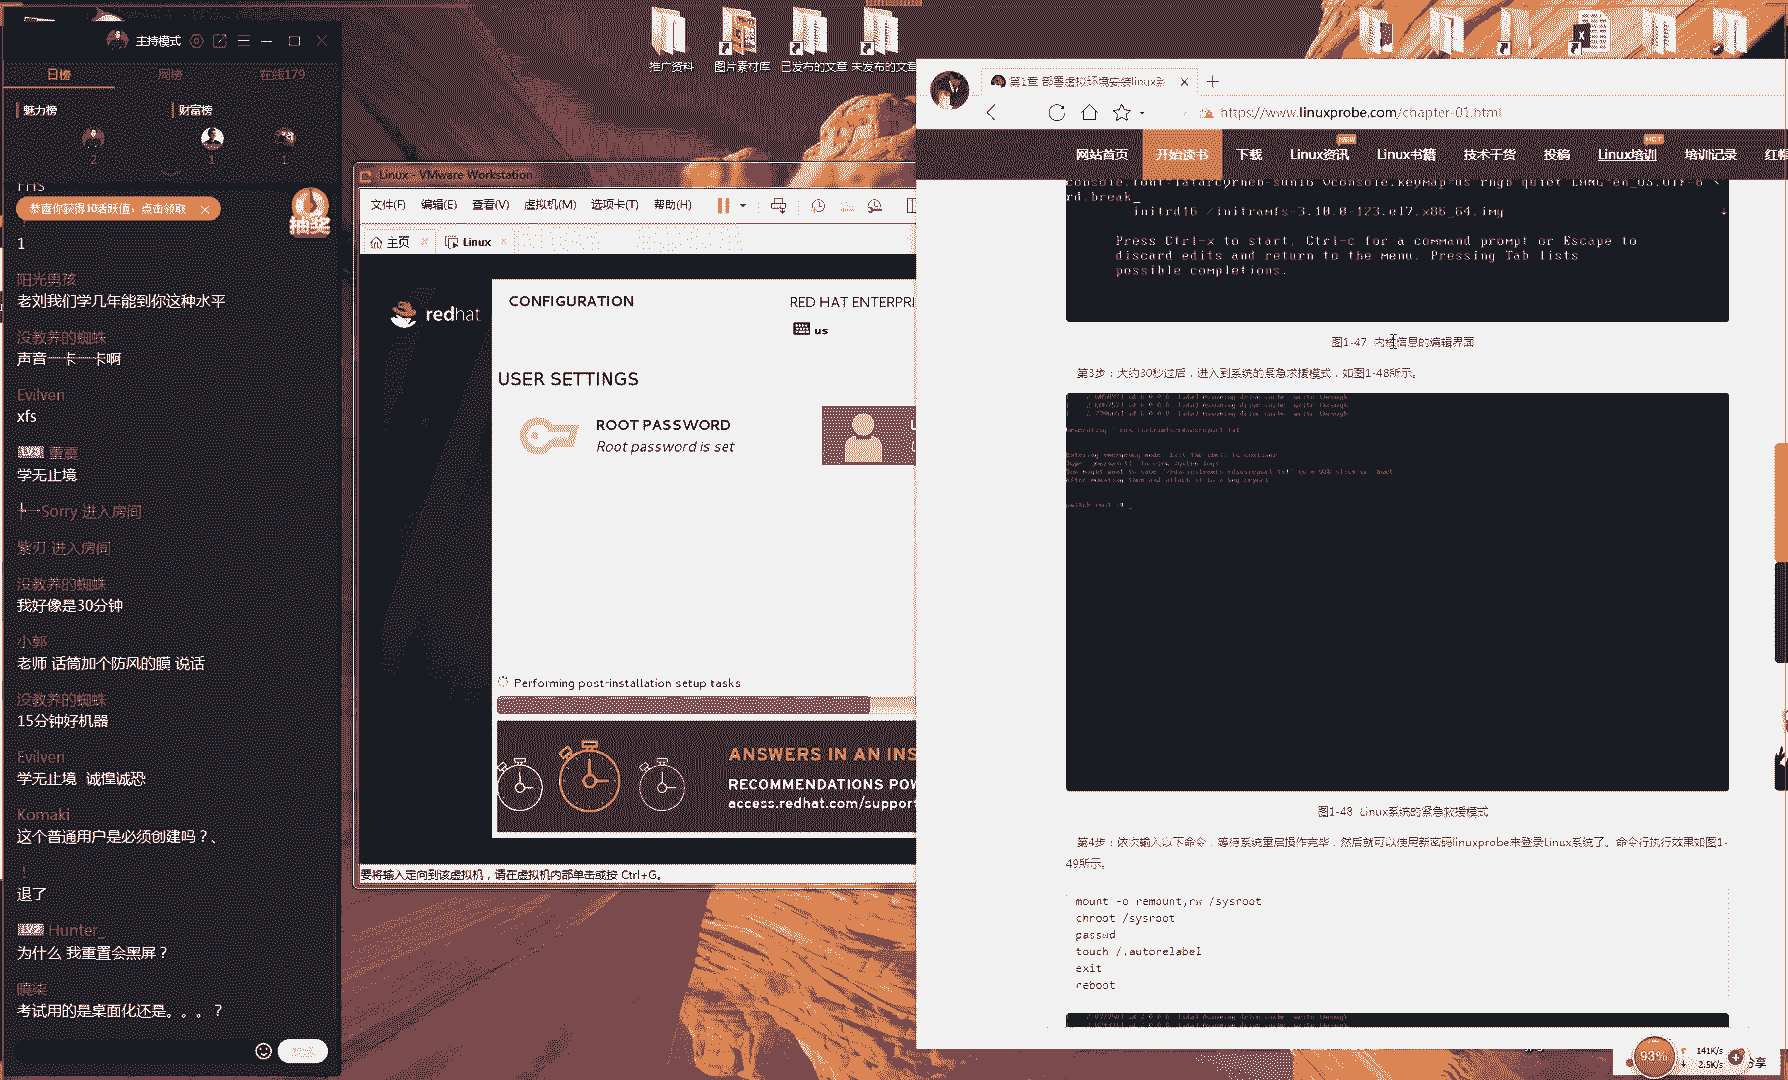 主持模式
日榜
周榜
在线179
魅力榜
财富榜
2
1
1
FHS
恭喜你获得10活跃值，点击领取
抽奖
1
阳光男孩
老刘我们学几年能到你这种水平
没教养的蜘蛛
声音一卡一卡啊
Evilven
xfs
学无止境
Sorry 进入房间
紫刃 进入房间
没教养的蜘蛛
我好像是30分钟
小郭
老师 话筒加个防风的膜 说话
没教养的蜘蛛
15分钟好机器
Evilven
学无止境 诚惶诚恐
Komaki
这个普通用户是必须创建吗？、
！
退了
Hunter_
为什么 我重置会黑屏？
考试用的是桌面化还是。。。？
推广资料
图片素材库
已发布的文章
未发布的文章
Linux - VMware Workstation
文件(F)
编辑(E)
查看(V)
虚拟机(M)
选项卡(T)
帮助(H)
主页
Linux
redhat
CONFIGURATION
RED HAT ENTERPRI
us
USER SETTINGS
ROOT PASSWORD
Root password is set
Performing post-installation setup tasks
ANSWERS IN AN INS
RECOMMENDATIONS POW
access.redhat.com/support
要将输入定向到该虚拟机，请在虚拟机内部单击或按 Ctrl+G。
第1章 部署虚拟环境安装linux系
https://www.linuxprobe.com/chapter-01.html
网站首页
开始读书
下载
Linux资讯
NEW
Linux书籍
技术干货
投稿
Linux培训
HOT
培训记录
红帽
console.font=latarcyrheb-sun16 vconsole.keymap=us rhgb quiet LANG=en_US.UTF-8 \
rd.break_
initrd16 /initramfs-3.10.0-123.el7.x86_64.img
Press Ctrl-x to start, Ctrl-c for a command prompt or Escape to
discard edits and return to the menu. Pressing Tab lists
possible completions.
图1-47 内核信息的编辑界面
第3步：大约30秒过后，进入到系统的紧急求援模式，如图1-48所示。
图1-48 Linux系统的紧急救援模式
第4步：依次输入以下命令，等待系统重启操作完毕，然后就可以使用新密码linuxprobe来登录Linux系统了。命令行执行效果如图1-
49所示。
mount -o remount,rw /sysroot
chroot /sysroot
passwd
touch /.autorelabel
exit
reboot
93%
141K/s
2.5K/s
分享